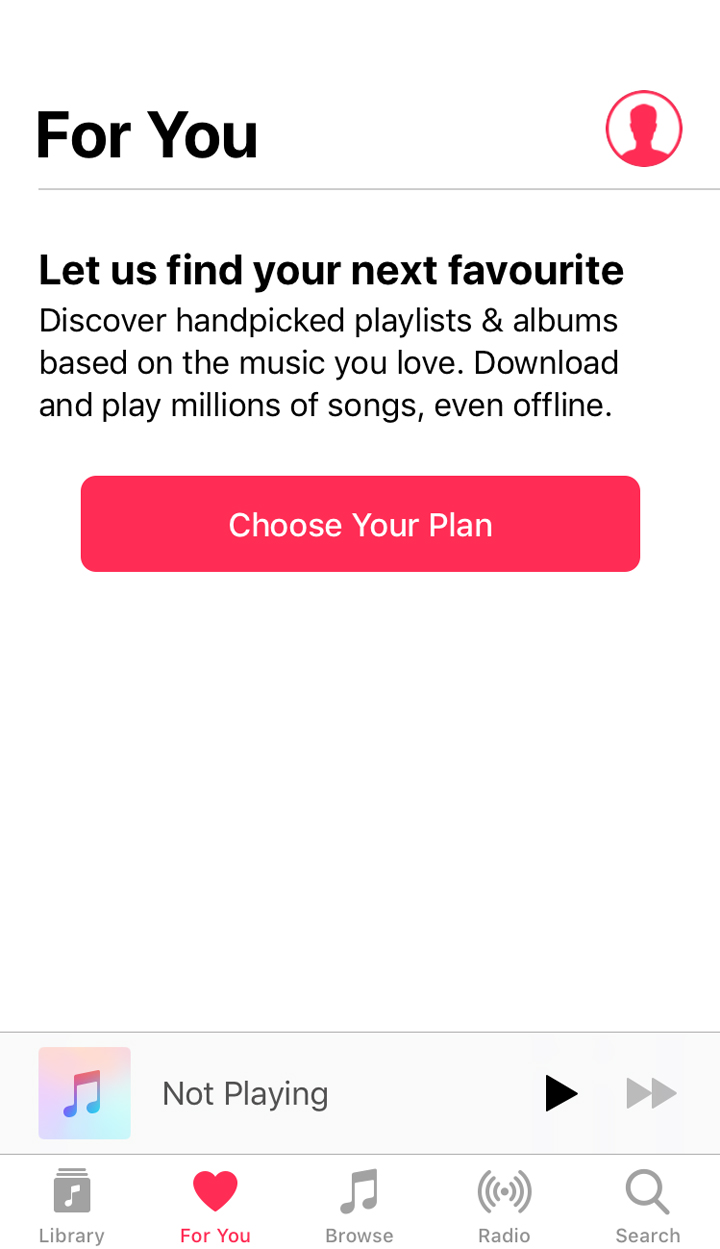 For You
Let us find your next favourite
Discover handpicked playlists & albums
based on the music you love. Download
and play millions of songs, even offline.
Choose Your Plan
Not Playing
Library
For You
Browse
Radio
Search